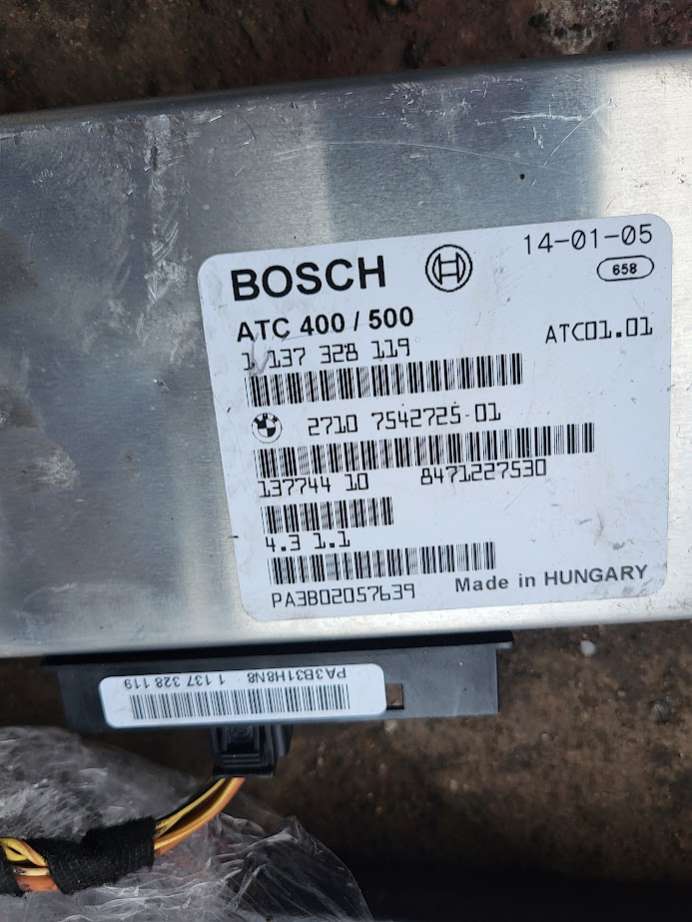 BOSCH
14-01-05
658
ATC 400 / 500
ATC01.01
1 137 328 119
2710 7542725-01
137744 10 8471227530
4.3 1.1
PA3B02057639
Made in HUNGARY
PA3B31H8N8 1 137 328 119